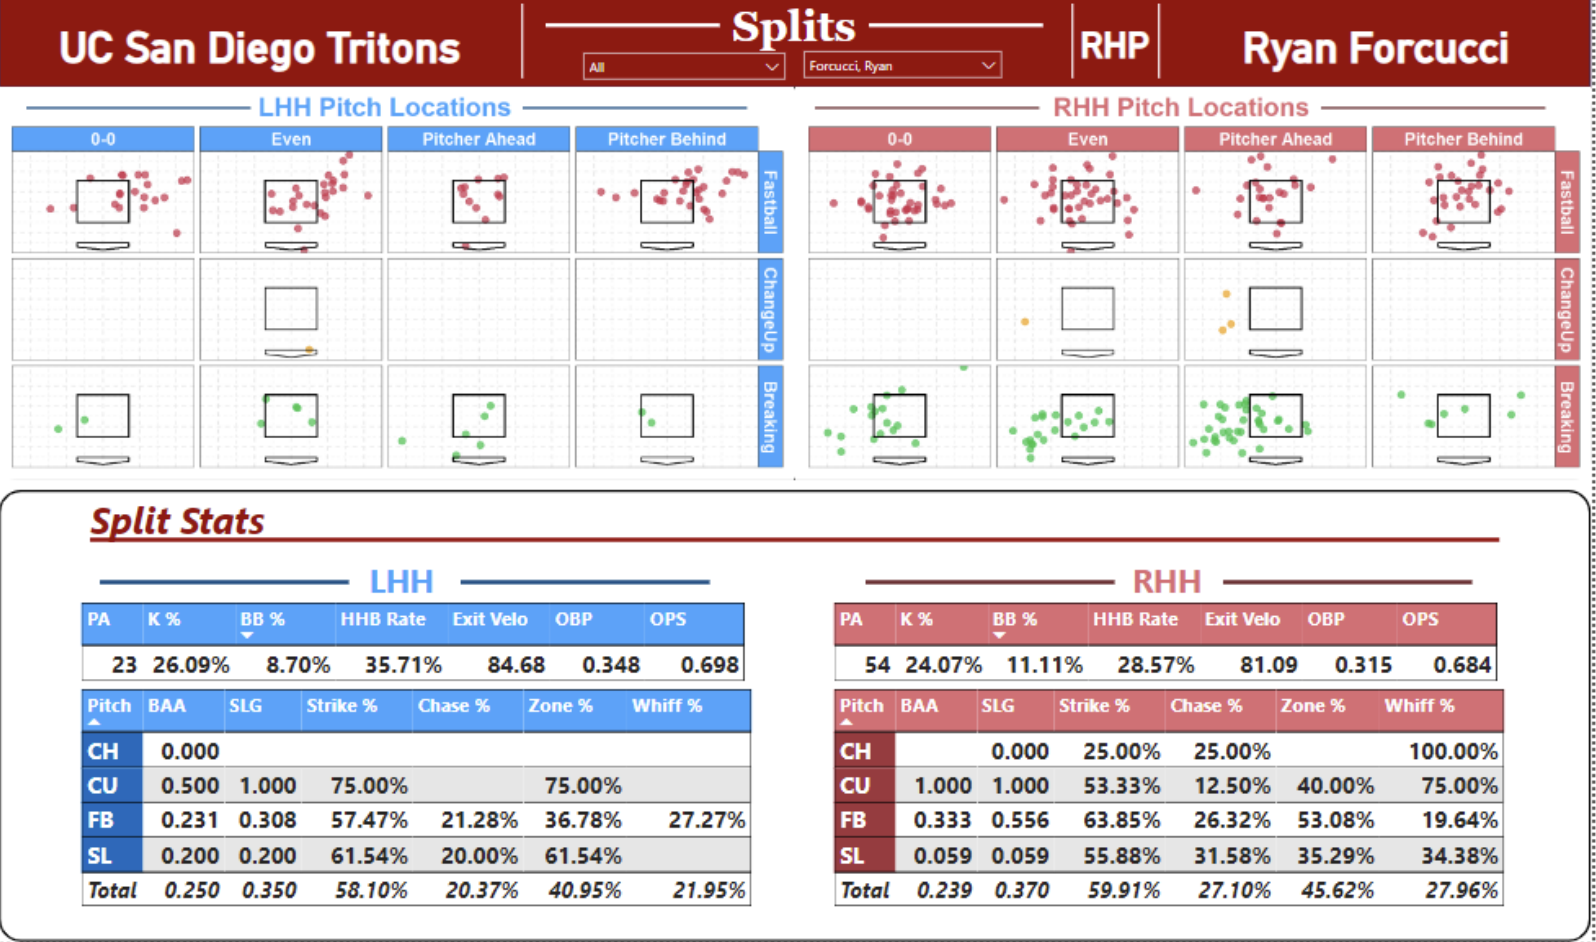 UC San Diego Tritons
Splits
All
Forcucci, Ryan
RHP
Ryan Forcucci
LHH Pitch Locations
0-0 Even Pitcher Ahead Pitcher Behind
Fastball
ChangeUp
Breaking
RHH Pitch Locations
0-0 Even Pitcher Ahead Pitcher Behind
Fastball
ChangeUp
Breaking
Split Stats
LHH
PA K % BB % HHB Rate Exit Velo OBP OPS
23 26.09% 8.70% 35.71% 84.68 0.348 0.698
Pitch BAA SLG Strike % Chase % Zone % Whiff %
CH 0.000
CU 0.500 1.000 75.00% 75.00%
FB 0.231 0.308 57.47% 21.28% 36.78% 27.27%
SL 0.200 0.200 61.54% 20.00% 61.54%
Total 0.250 0.350 58.10% 20.37% 40.95% 21.95%
RHH
PA K % BB % HHB Rate Exit Velo OBP OPS
54 24.07% 11.11% 28.57% 81.09 0.315 0.684
Pitch BAA SLG Strike % Chase % Zone % Whiff %
CH 0.000 25.00% 25.00% 100.00%
CU 1.000 1.000 53.33% 12.50% 40.00% 75.00%
FB 0.333 0.556 63.85% 26.32% 53.08% 19.64%
SL 0.059 0.059 55.88% 31.58% 35.29% 34.38%
Total 0.239 0.370 59.91% 27.10% 45.62% 27.96%